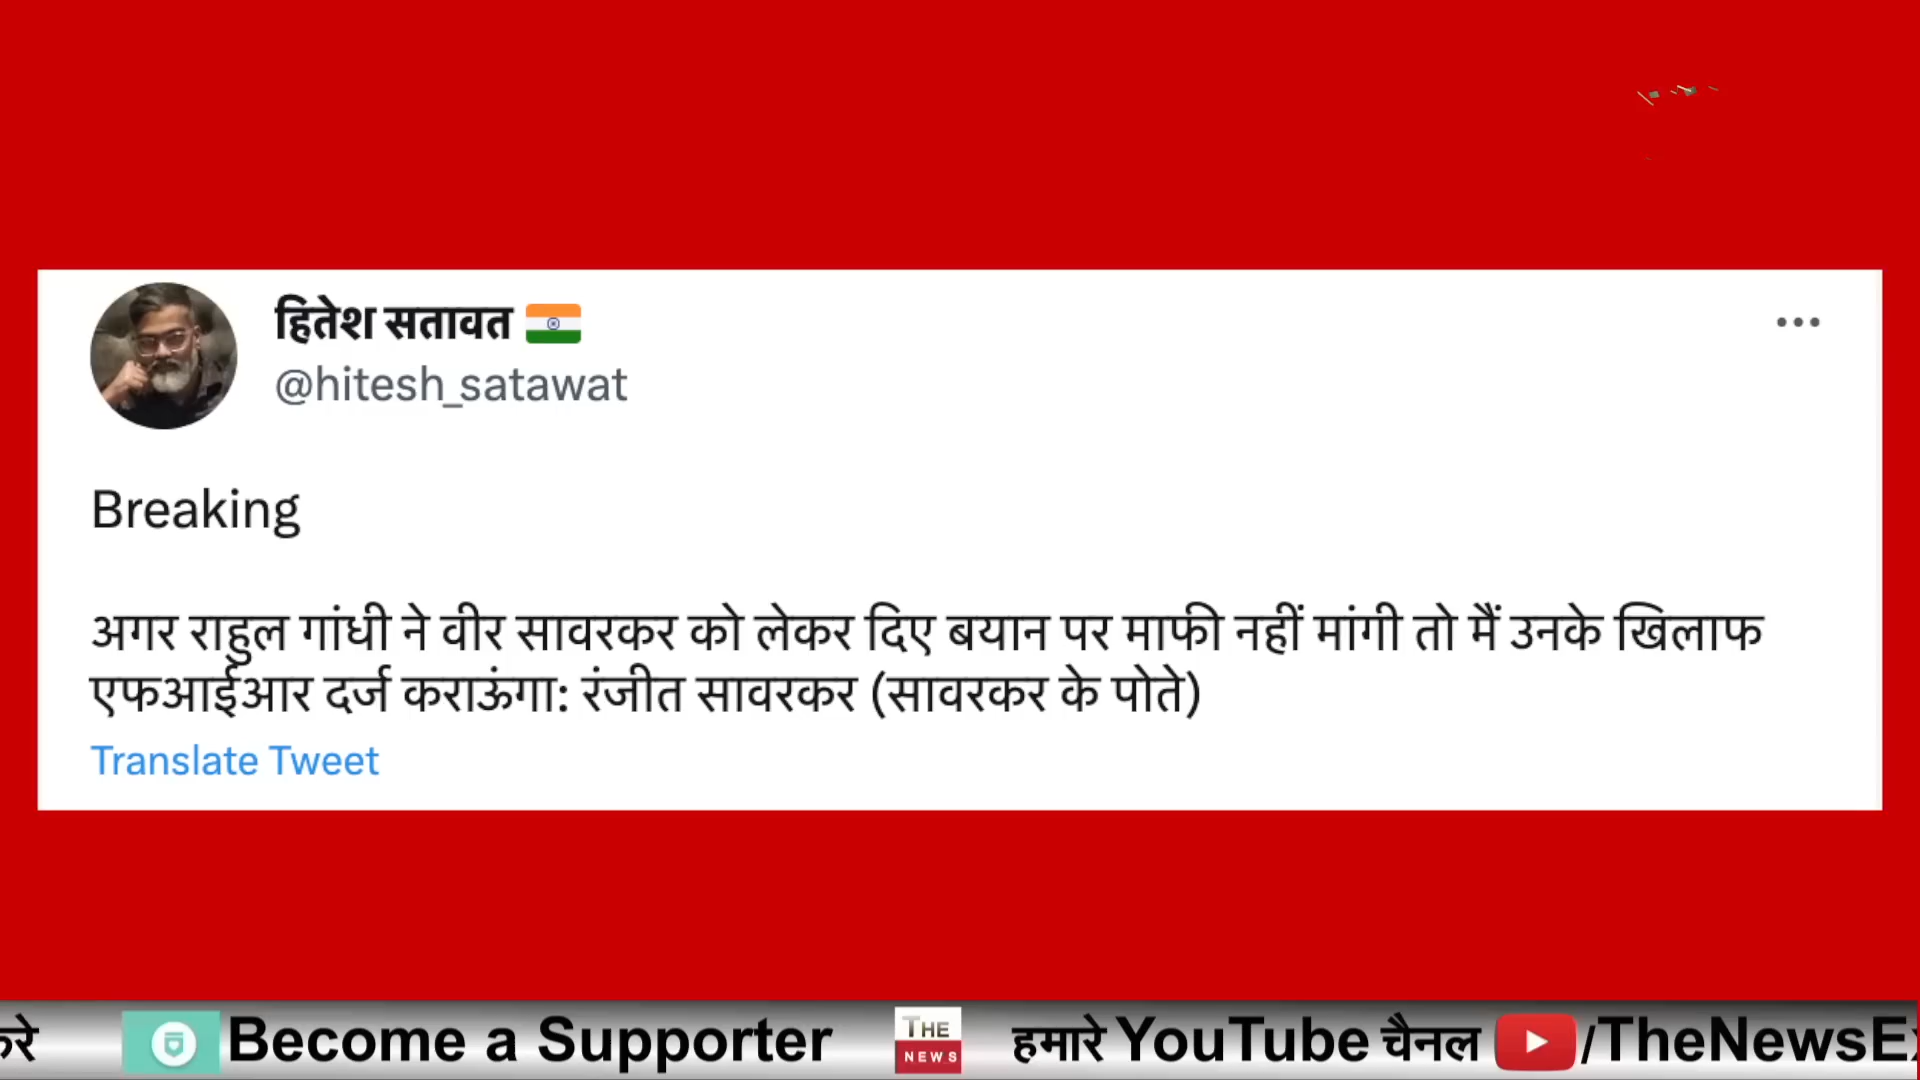 हितेश सतावत
@hitesh_satawat
Breaking
अगर राहुल गांधी ने वीर सावरकर को लेकर दिए बयान पर माफी नहीं मांगी तो मैं उनके खिलाफ
एफआईआर दर्ज कराऊंगा: रंजीत सावरकर (सावरकर के पोते)
Translate Tweet
Become a Supporter THE NEWS हमारे YouTube चैनल /TheNewsE